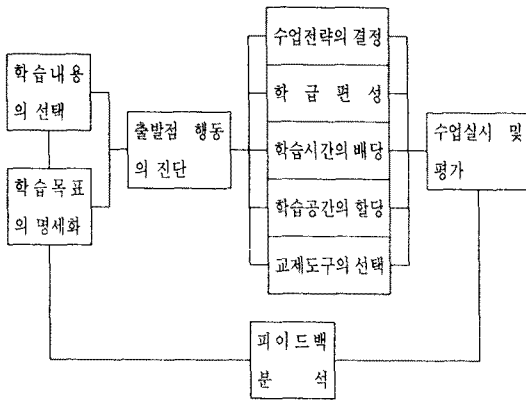 학습내용
의 선택
학습목표
의 명세화
출발점 행동
의 진단
수업전략의 결정
학급편성
학습시간의 배당
학습공간의 할당
교제도구의 선택
수업실시 및
평가
피이드백
분석